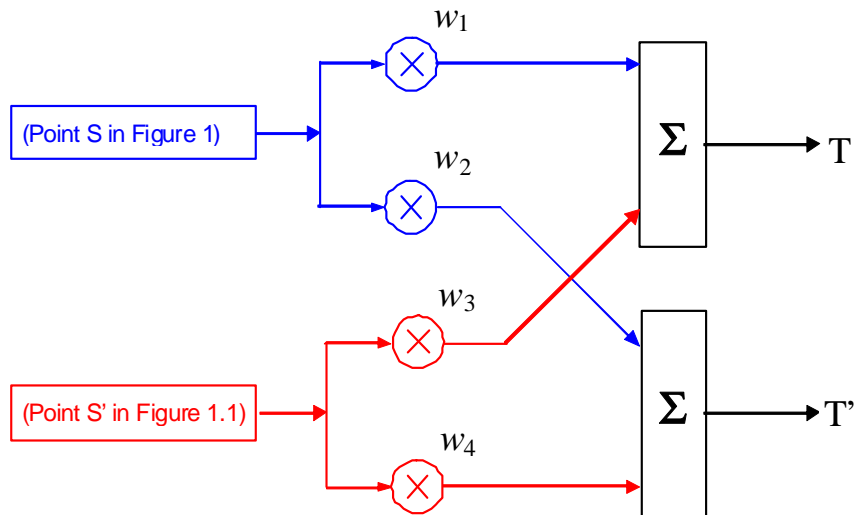 w1
(Point S in Figure 1)
Σ
T
w2
w3
(Point S' in Figure 1.1)
Σ
T'
w4